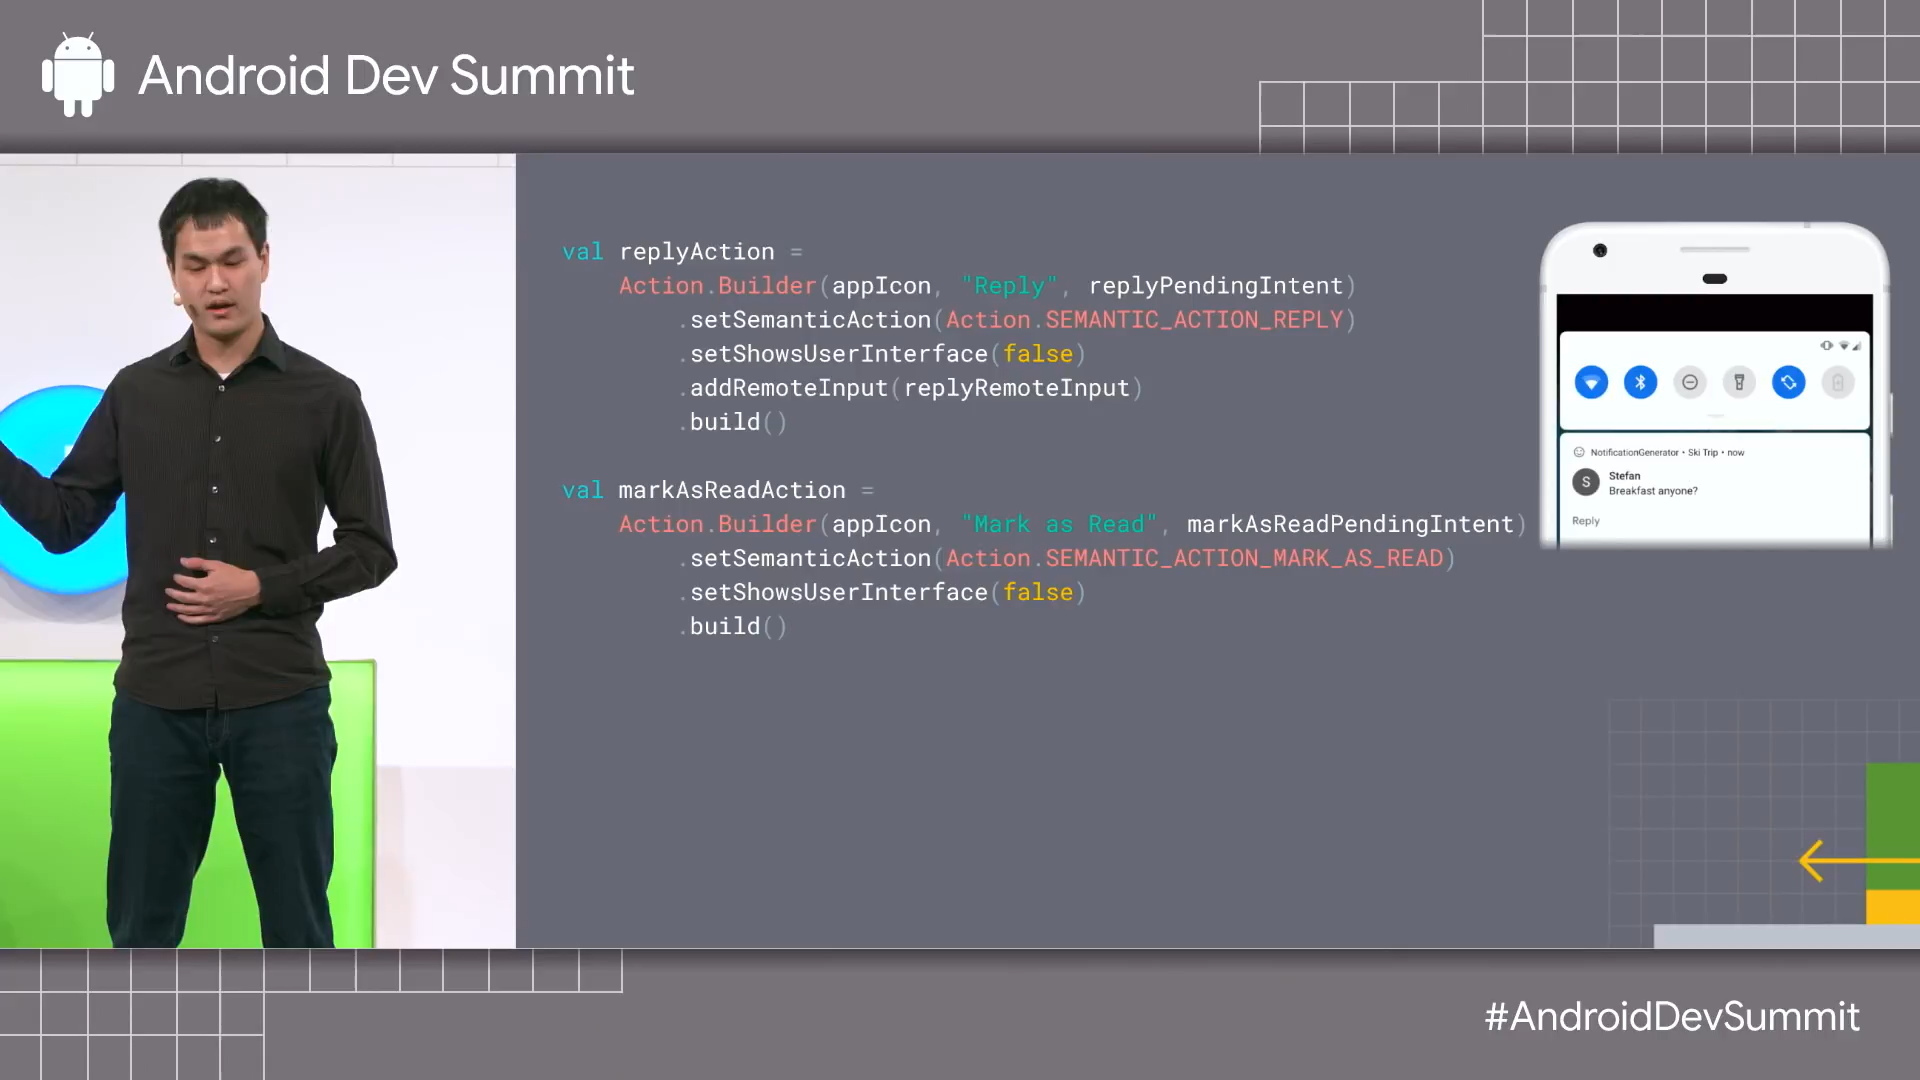 Android Dev Summit
val replyAction =
Action.Builder(appIcon, "Reply", replyPendingIntent)
.setSemanticAction(Action.SEMANTIC_ACTION_REPLY)
.setShowsUserInterface(false)
.addRemoteInput(replyRemoteInput)
.build()
val markAsReadAction =
Action.Builder(appIcon, "Mark as Read", markAsReadPendingIntent)
.setSemanticAction(Action.SEMANTIC_ACTION_MARK_AS_READ)
.setShowsUserInterface(false)
.build()
NotificationGenerator • Ski Trip • now
S
Stefan
Breakfast anyone?
Reply
#AndroidDevSummit